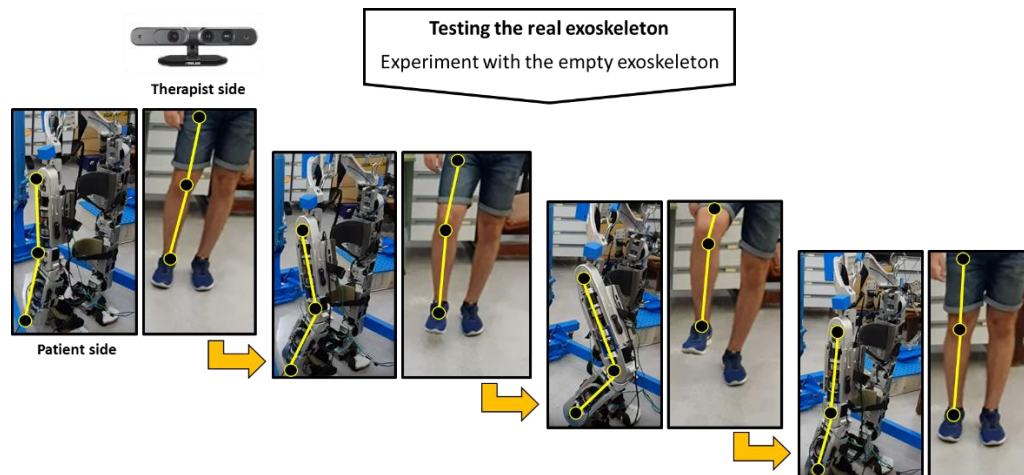 Testing the real exoskeleton
Experiment with the empty exoskeleton
Therapist side
Patient side